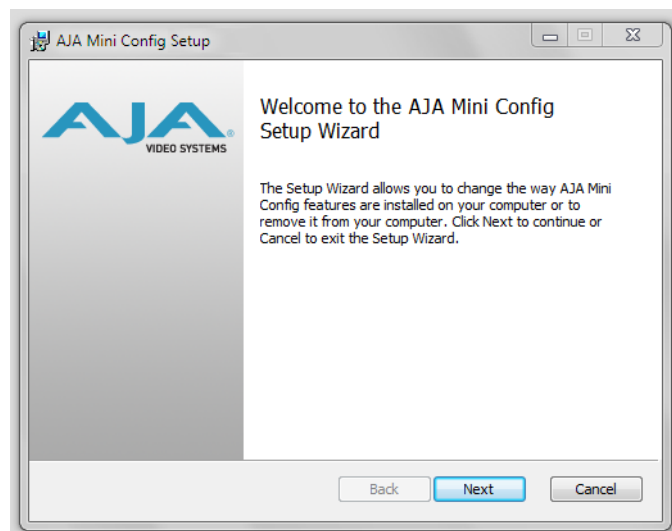 AJA Mini Config Setup
AJA
VIDEO SYSTEMS
Welcome to the AJA Mini Config
Setup Wizard
The Setup Wizard allows you to change the way AJA Mini
Config features are installed on your computer or to
remove it from your computer. Click Next to continue or
Cancel to exit the Setup Wizard.
Back
Next
Cancel